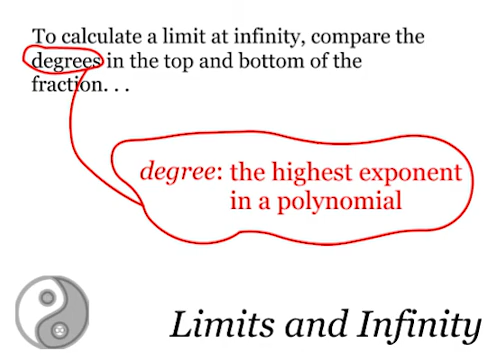 To calculate a limit at infinity, compare the
degrees in the top and bottom of the
fraction. . .
degree: the highest exponent
in a polynomial
Limits and Infinity